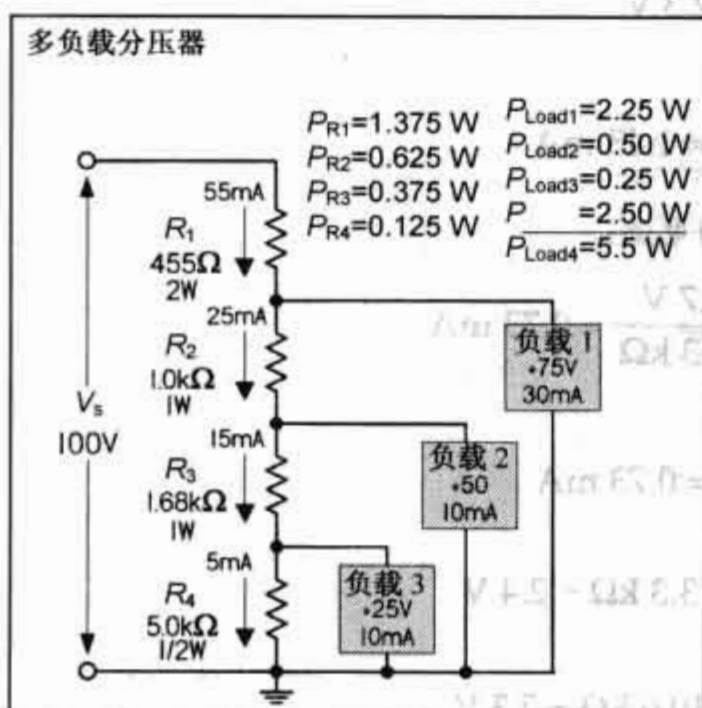 多负载分压器
P_R1=1.375 W
P_R2=0.625 W
P_R3=0.375 W
P_R4=0.125 W
P_Load1=2.25 W
P_Load2=0.50 W
P_Load3=0.25 W
P =2.50 W
P_Load4=5.5 W
55mA
R1
455Ω
2W
25mA
R2
1.0kΩ
1W
15mA
R3
1.68kΩ
1W
5mA
R4
5.0kΩ
1/2W
Vs
100V
负载 1
+75V
30mA
负载 2
+50
10mA
负载 3
+25V
10mA